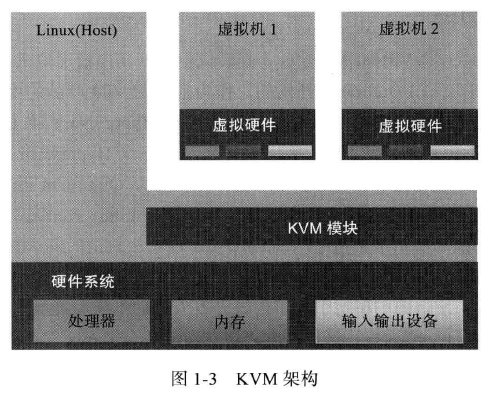 Linux(Host)
虚拟机 1
虚拟机 2
虚拟硬件
虚拟硬件
KVM 模块
硬件系统
处理器
内存
输入输出设备
图 1-3 KVM 架构